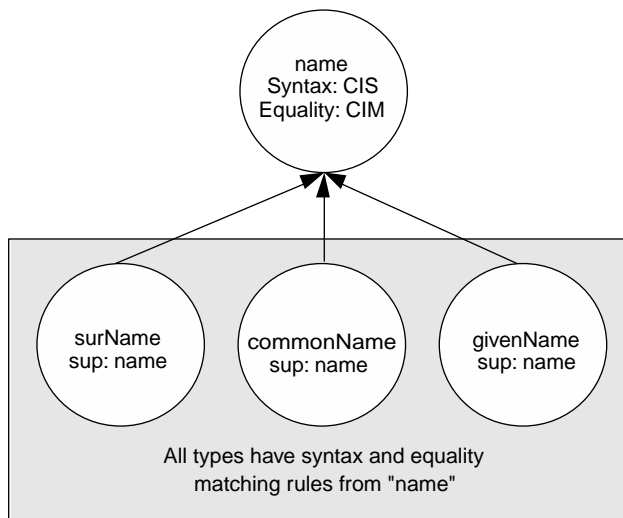 name
Syntax: CIS
Equality: CIM
surName
sup: name
commonName
sup: name
givenName
sup: name
All types have syntax and equality
matching rules from "name"